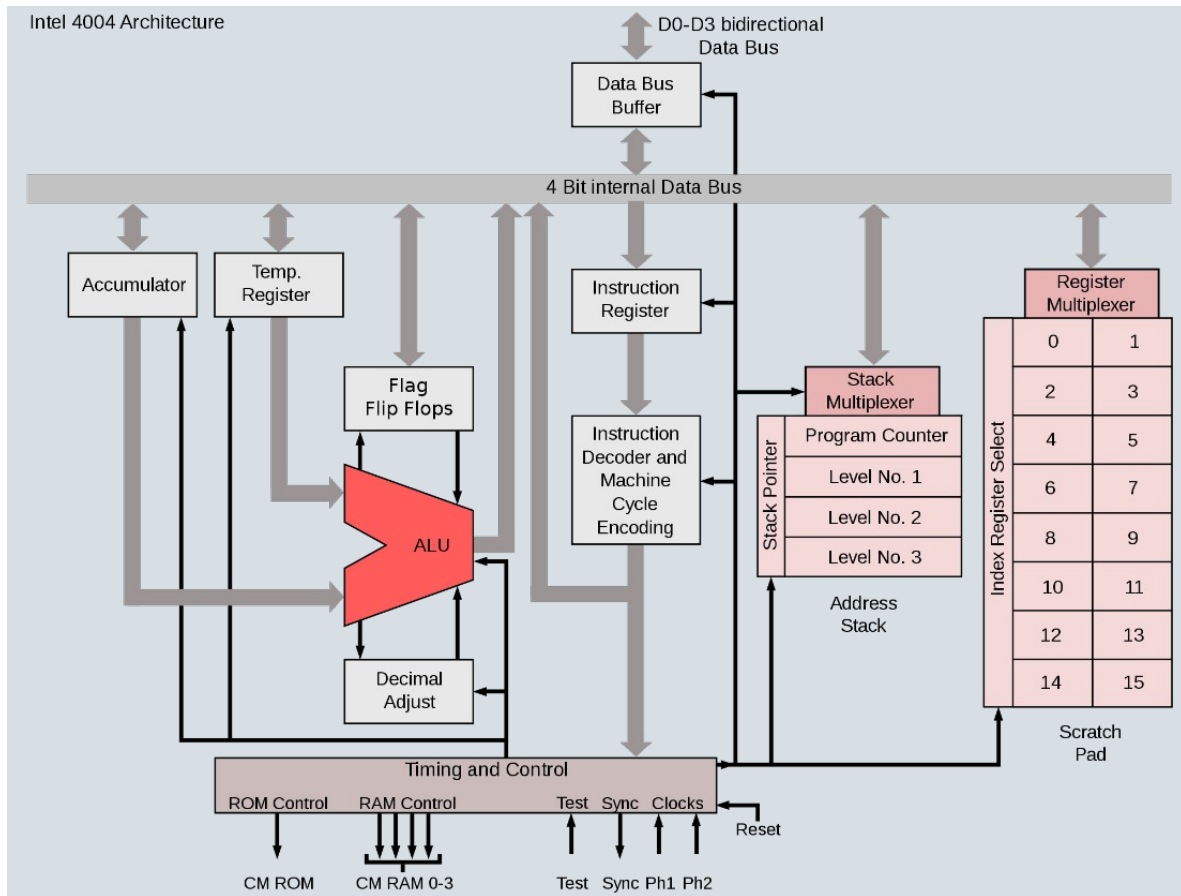 Intel 4004 Architecture
D0-D3 bidirectional
Data Bus
Data Bus
Buffer
4 Bit internal Data Bus
Accumulator
Temp.
Register
Instruction
Register
Register
Multiplexer
Flag
Flip Flops
Stack
Multiplexer
Instruction
Decoder and
Machine
Cycle
Encoding
ALU
Stack Pointer
Program Counter
Level No. 1
Level No. 2
Level No. 3
Address
Stack
Index Register Select
0 1
2 3
4 5
6 7
8 9
10 11
12 13
14 15
Scratch
Pad
Decimal
Adjust
Timing and Control
ROM Control RAM Control Test Sync Clocks
Reset
CM ROM CM RAM 0-3 Test Sync Ph1 Ph2